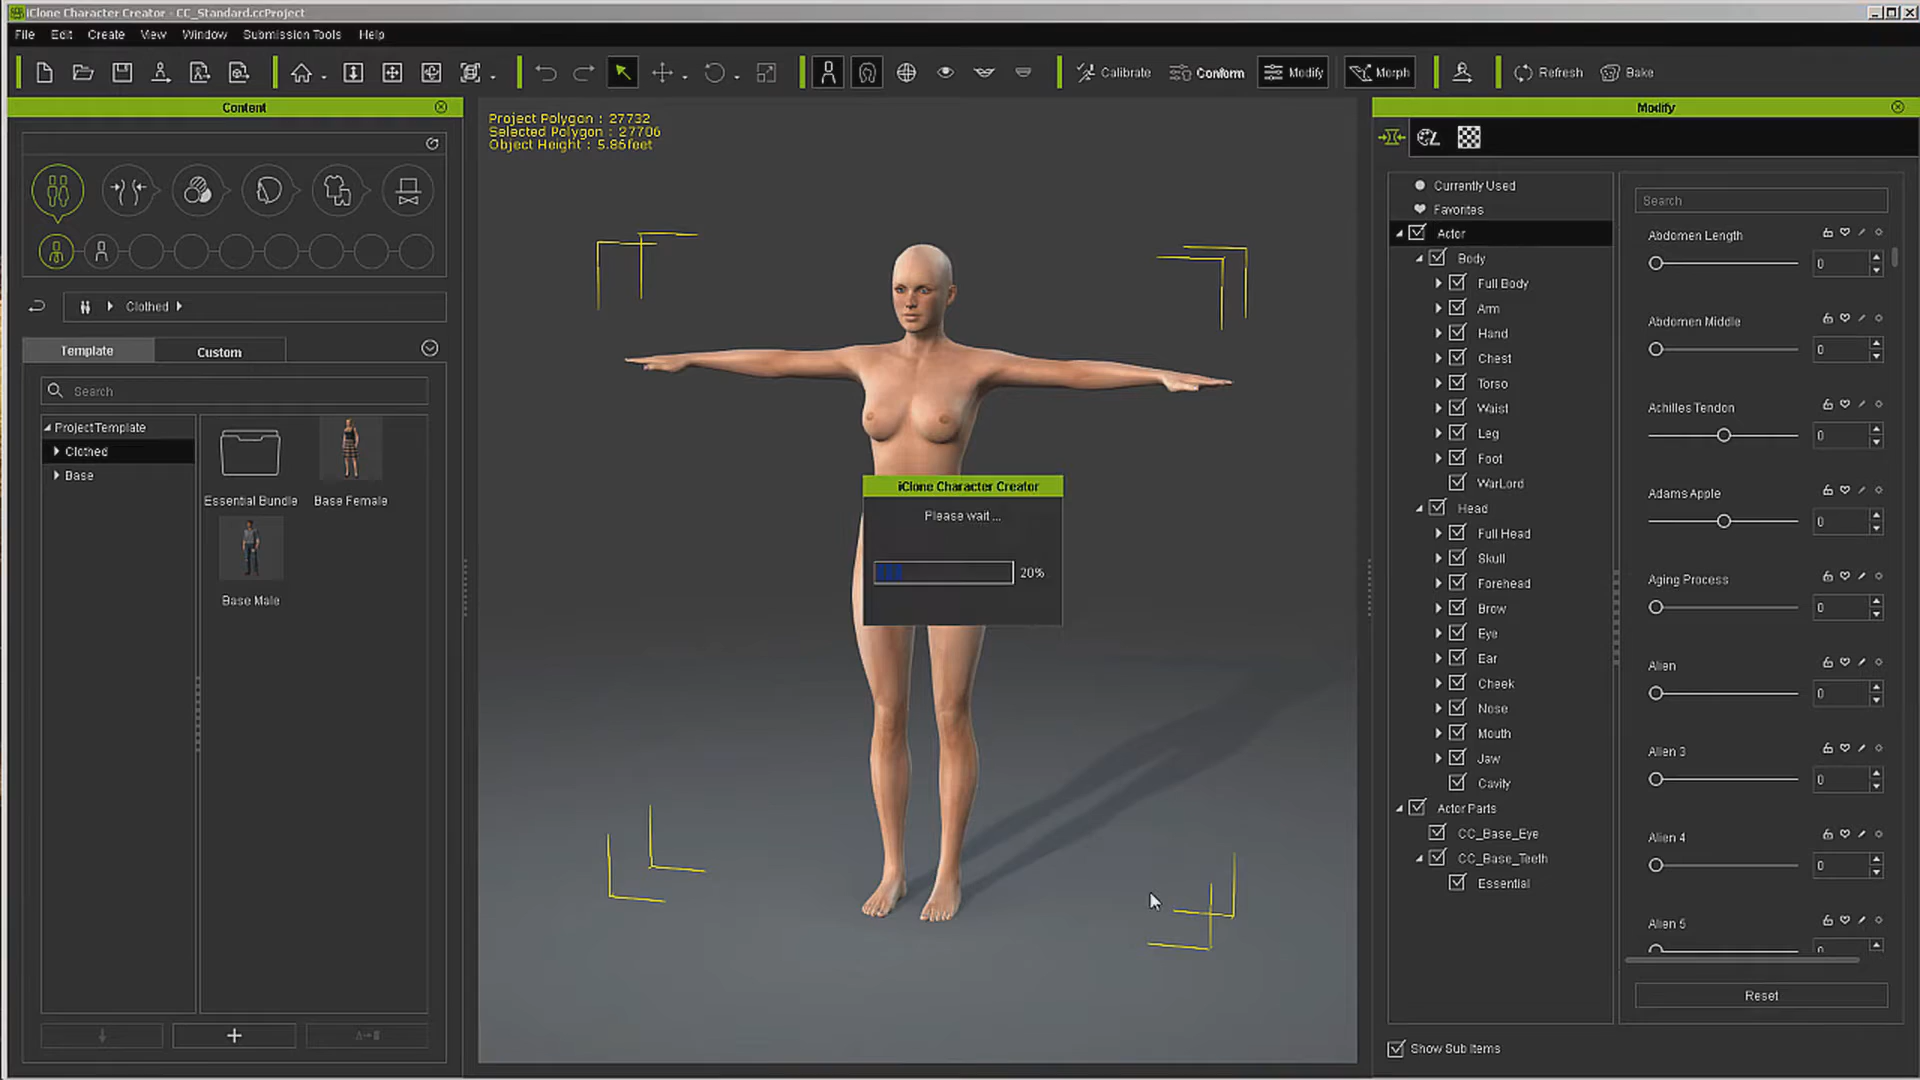 iClone Character Creator - CC_Standard.ccProject
File Edit Create View Window Submission Tools Help
Calibrate Conform Modify Morph Refresh Bake
Content
Clothed
Template Custom
Search
Project Template
Clothed
Base
Essential Bundle Base Female
Base Male
Project Polygon : 27732
Selected Polygon : 27706
Object Height : 5.86feet
iClone Character Creator
Please wait ...
20%
Modify
Currently Used
Favorites
Actor
Body
Full Body
Arm
Hand
Chest
Torso
Waist
Leg
Foot
WarLord
Head
Full Head
Skull
Forehead
Brow
Eye
Ear
Cheek
Nose
Mouth
Jaw
Cavity
Actor Parts
CC_Base_Eye
CC_Base_Teeth
Essential
Show Sub Items
Search
Abdomen Length
0
Abdomen Middle
0
Achilles Tendon
0
Adams Apple
0
Aging Process
0
Alien
0
Alien 3
0
Alien 4
0
Alien 5
0
Reset